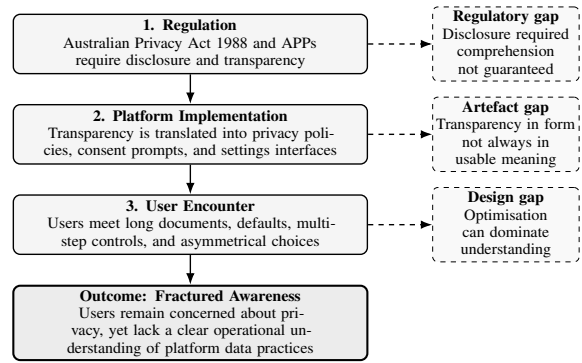 1. Regulation
Australian Privacy Act 1988 and APPs
require disclosure and transparency
Regulatory gap
Disclosure required
comprehension
not guaranteed
2. Platform Implementation
Transparency is translated into privacy poli-
cies, consent prompts, and settings interfaces
Artefact gap
Transparency in form
not always in
usable meaning
3. User Encounter
Users meet long documents, defaults, multi-
step controls, and asymmetrical choices
Design gap
Optimisation
can dominate
understanding
Outcome: Fractured Awareness
Users remain concerned about pri-
vacy, yet lack a clear operational un-
derstanding of platform data practices